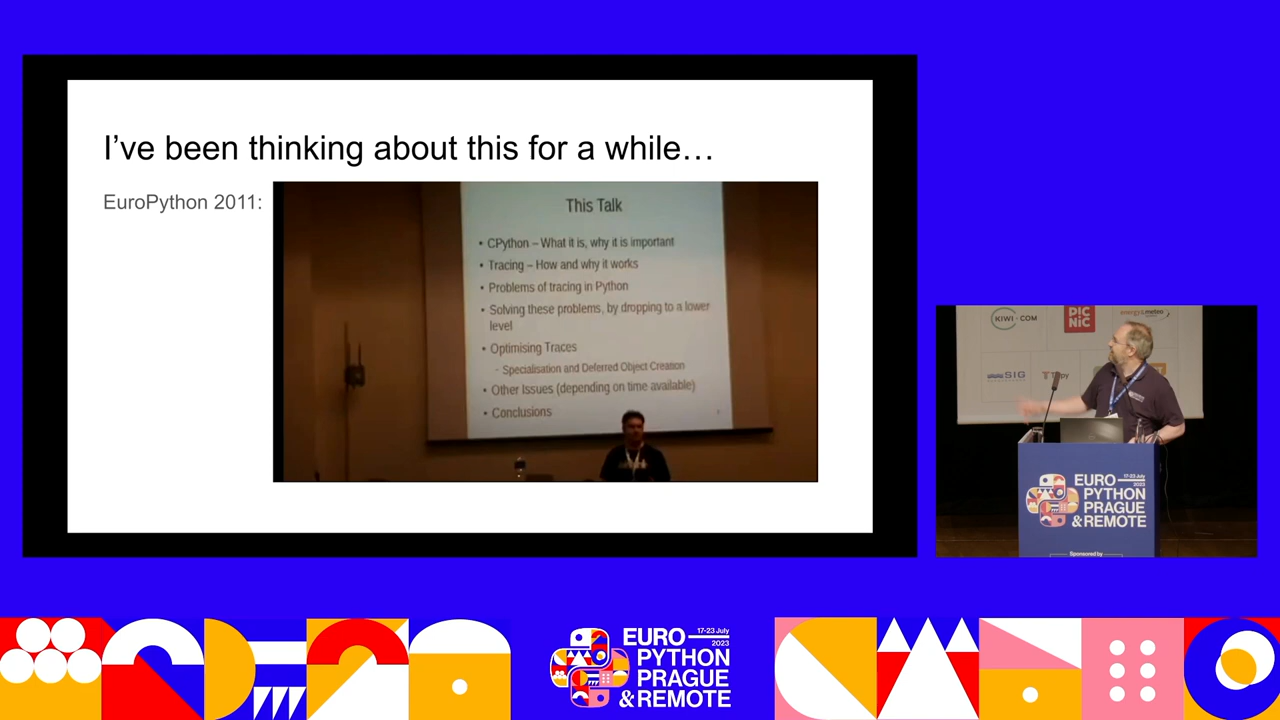 I've been thinking about this for a while…
EuroPython 2011:
This Talk
• CPython – What it is, why it is important
• Tracing – How and why it works
• Problems of tracing in Python
• Solving these problems, by dropping to a lower
level
• Optimising Traces
- Specialisation and Deferred Object Creation
• Other Issues (depending on time available)
• Conclusions
KIWI.COM
PIC
NIC
energy & meteo
SIG
EURO
17-23 July
2023
PYTHON
PRAGUE
& REMOTE
Sponsored by
EURO
17-23 July
2023
PYTHON
PRAGUE
& REMOTE